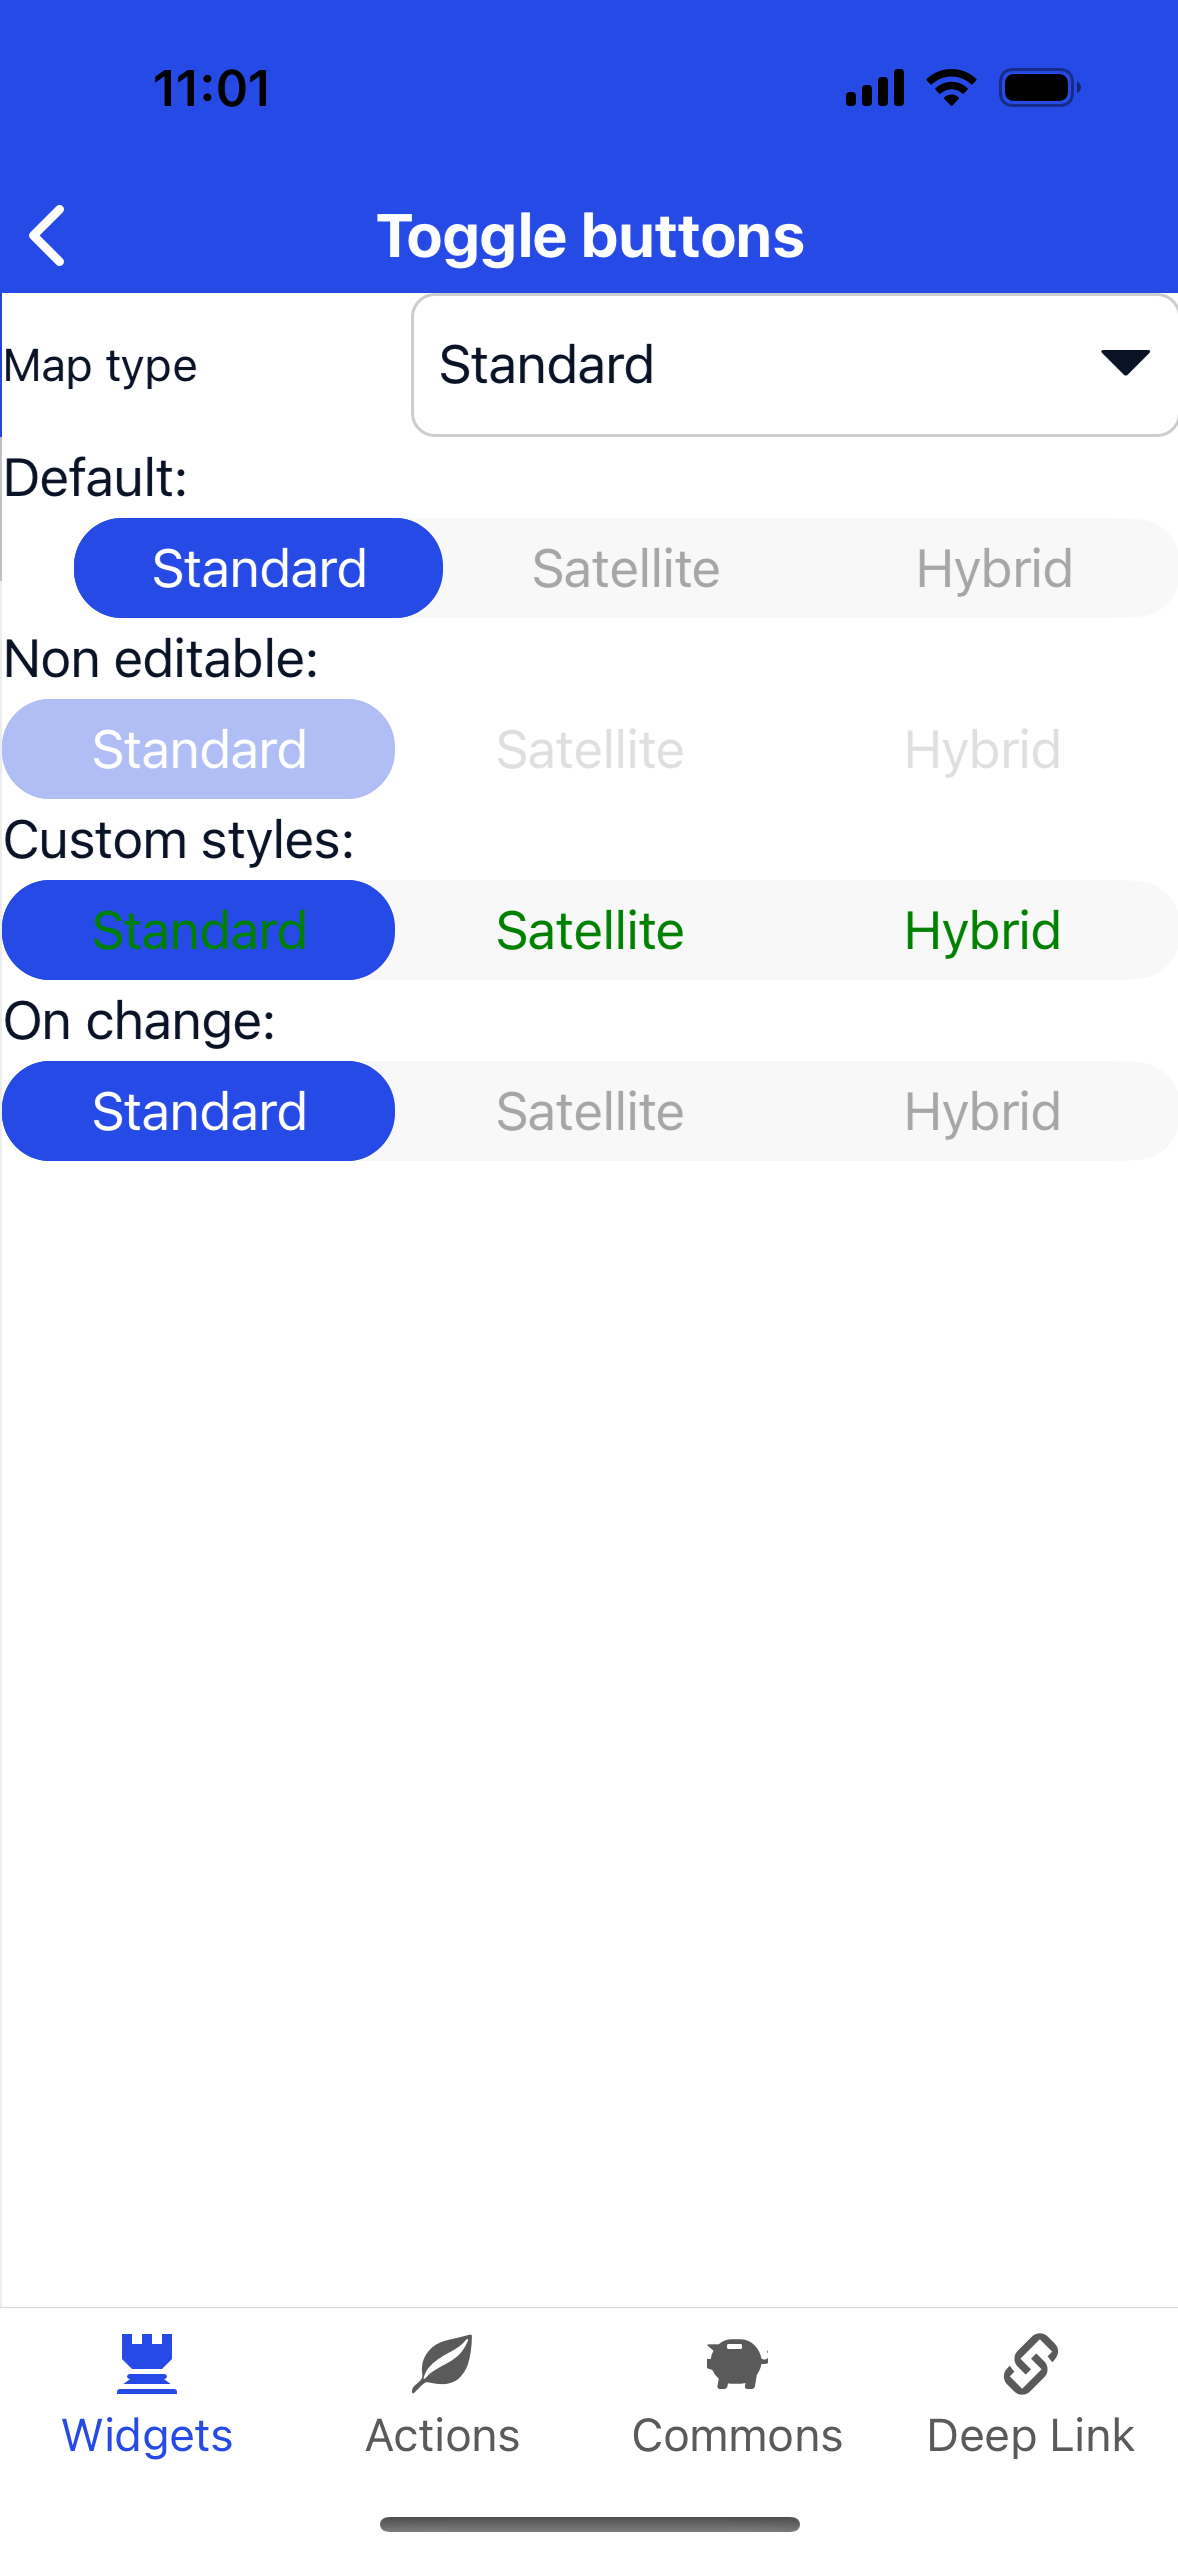 11:01
Toggle buttons
Map type Standard
Default:
Standard Satellite Hybrid
Non editable:
Standard Satellite Hybrid
Custom styles:
Standard Satellite Hybrid
On change:
Standard Satellite Hybrid
Widgets Actions Commons Deep Link